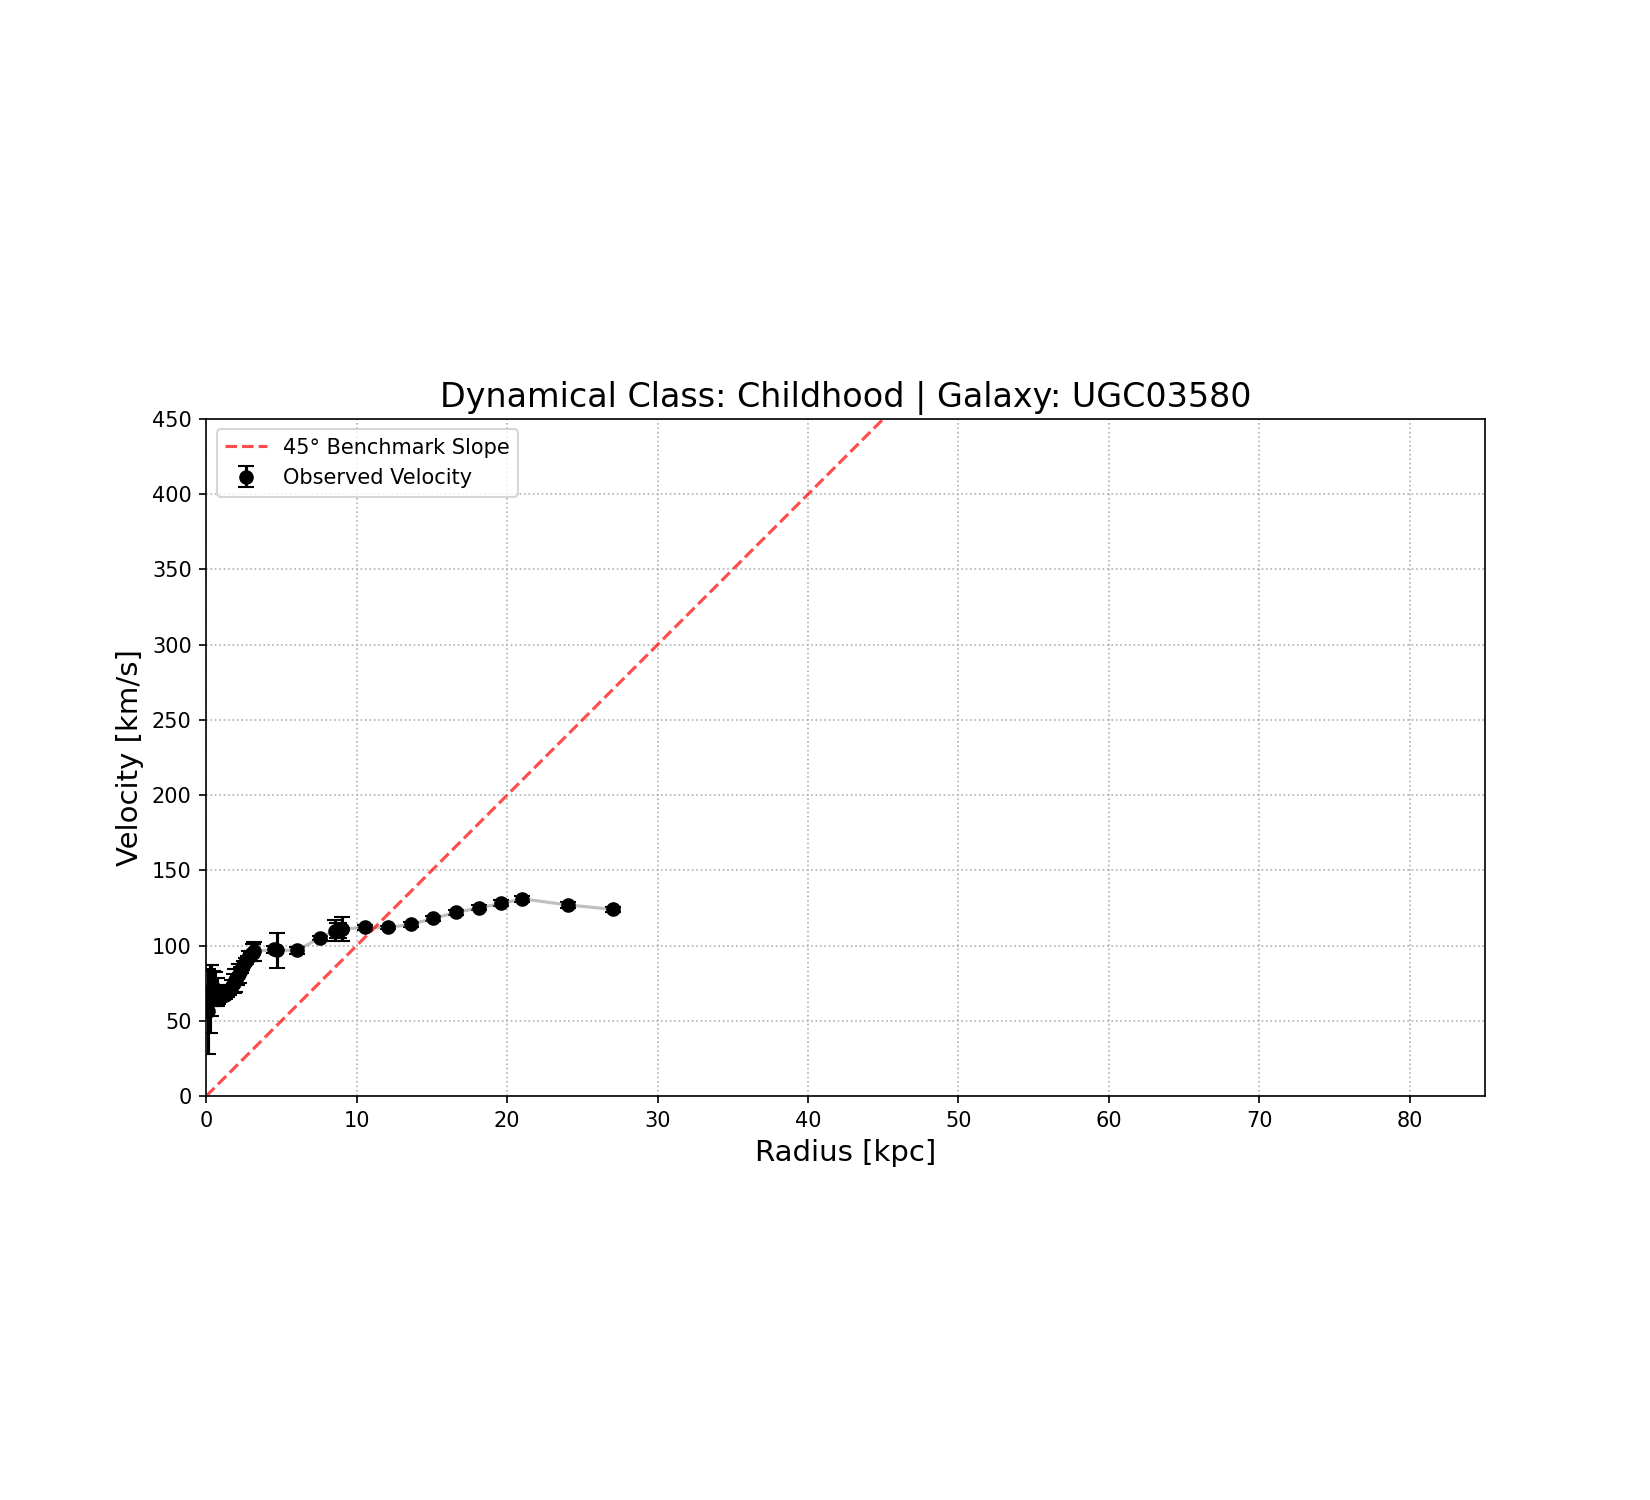 Dynamical Class: Childhood | Galaxy: UGC03580
45° Benchmark Slope
Observed Velocity
450
400
350
300
250
200
150
100
50
0
Velocity [km/s]
0 10 20 30 40 50 60 70 80
Radius [kpc]